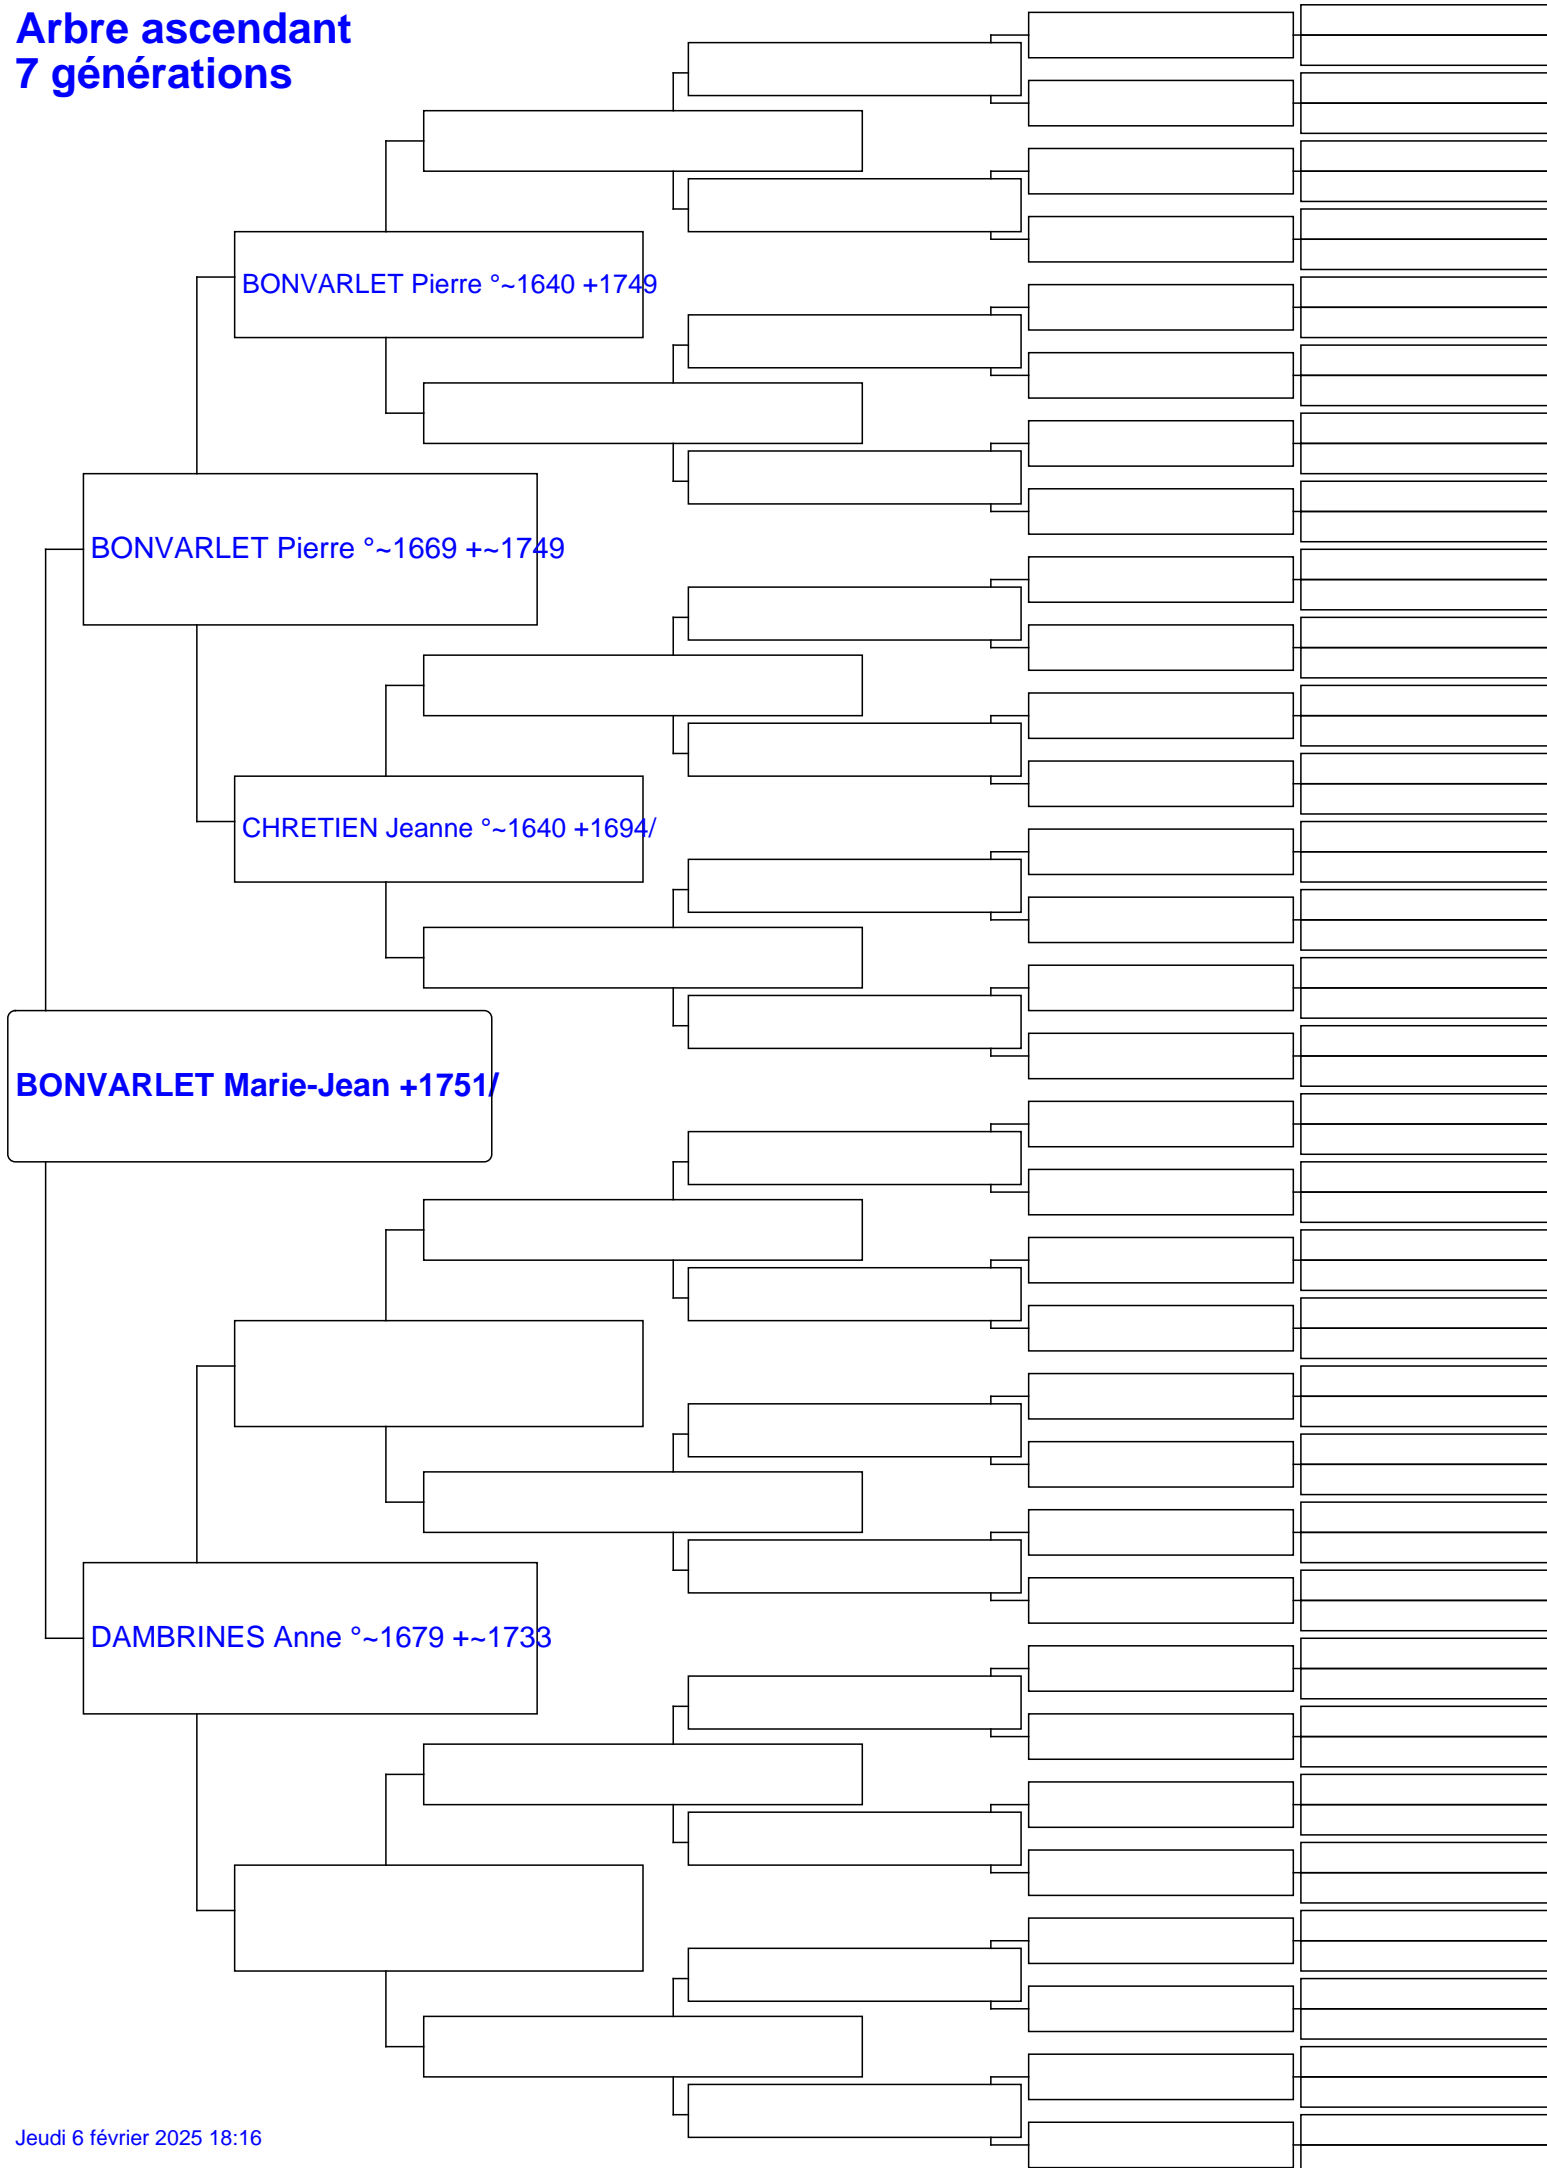 Arbre ascendant
7 générations
BONVARLET Pierre °~1640 +1749
BONVARLET Pierre °~1669 +~1749
CHRETIEN Jeanne °~1640 +1694/
BONVARLET Marie-Jean +1751/
DAMBRINES Anne °~1679 +~1733
Jeudi 6 février 2025 18:16